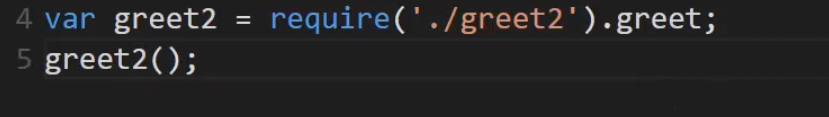 4 var greet2 = require('./greet2').greet;
5 greet2();